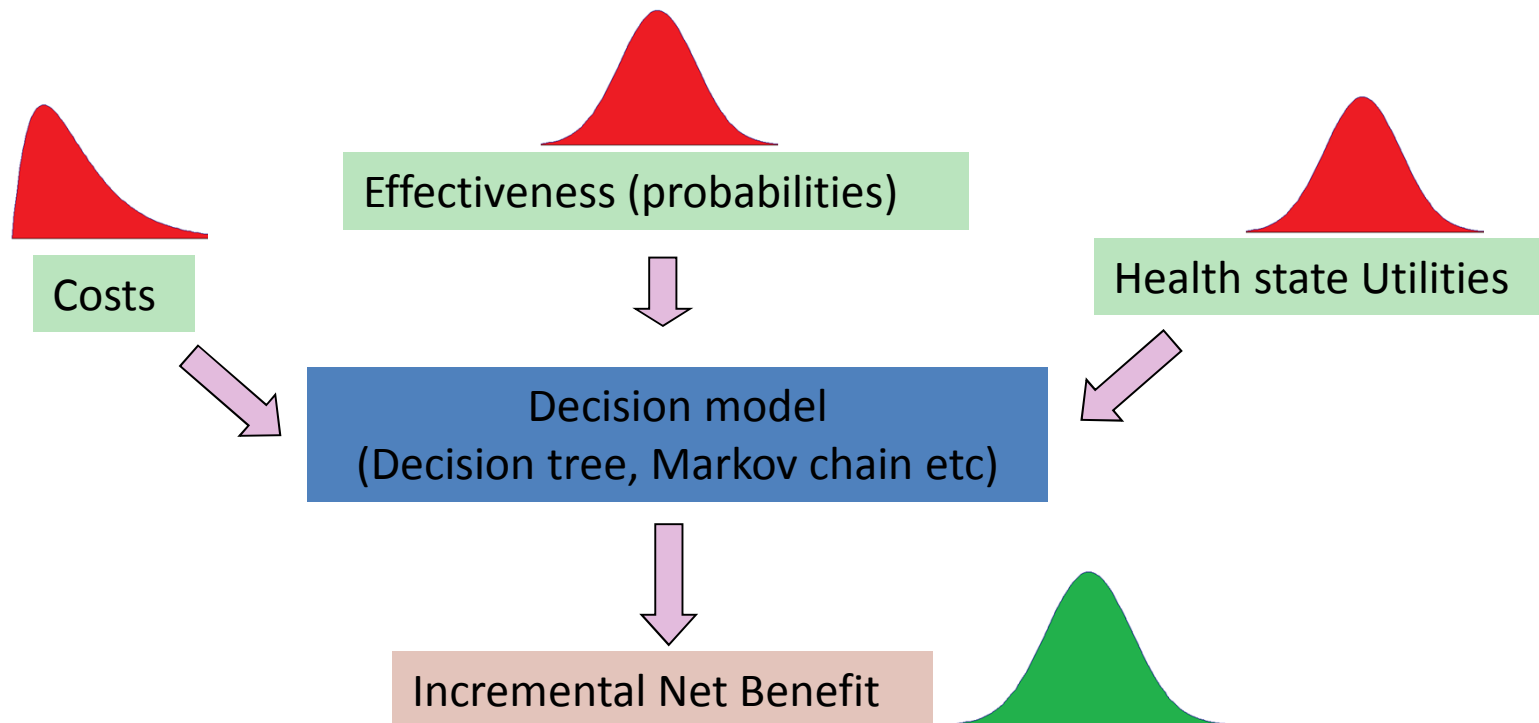 Effectiveness (probabilities)
Costs
Health state Utilities
Decision model
(Decision tree, Markov chain etc)
Incremental Net Benefit